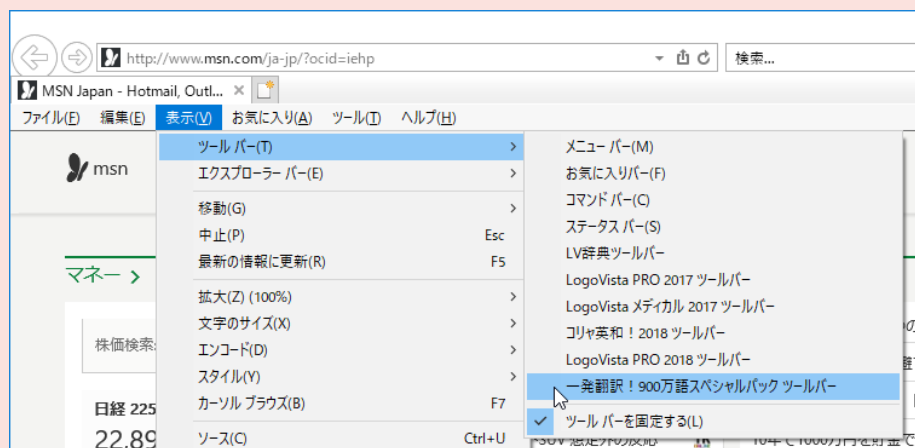 http://www.msn.com/ja-jp/?ocid=iehp
検索...
MSN Japan - Hotmail, Outl...
ファイル(F) 編集(E) 表示(V) お気に入り(A) ツール(T) ヘルプ(H)
msn
マネー
株価検索:
日経 225
22,89
ツール バー(T)
エクスプローラー バー(E)
移動(G)
中止(P) Esc
最新の情報に更新(R) F5
拡大(Z) (100%)
文字のサイズ(X)
エンコード(D)
スタイル(Y)
カーソル ブラウズ(B) F7
ソース(C) Ctrl+U
メニュー バー(M)
お気に入りバー(F)
コマンド バー(C)
ステータス バー(S)
LV辞典ツールバー
LogoVista PRO 2017 ツールバー
LogoVista メディカル 2017 ツールバー
コリャ英和！2018 ツールバー
LogoVista PRO 2018 ツールバー
一発翻訳！900万語スペシャルパック ツールバー
ツール バーを固定する(L)